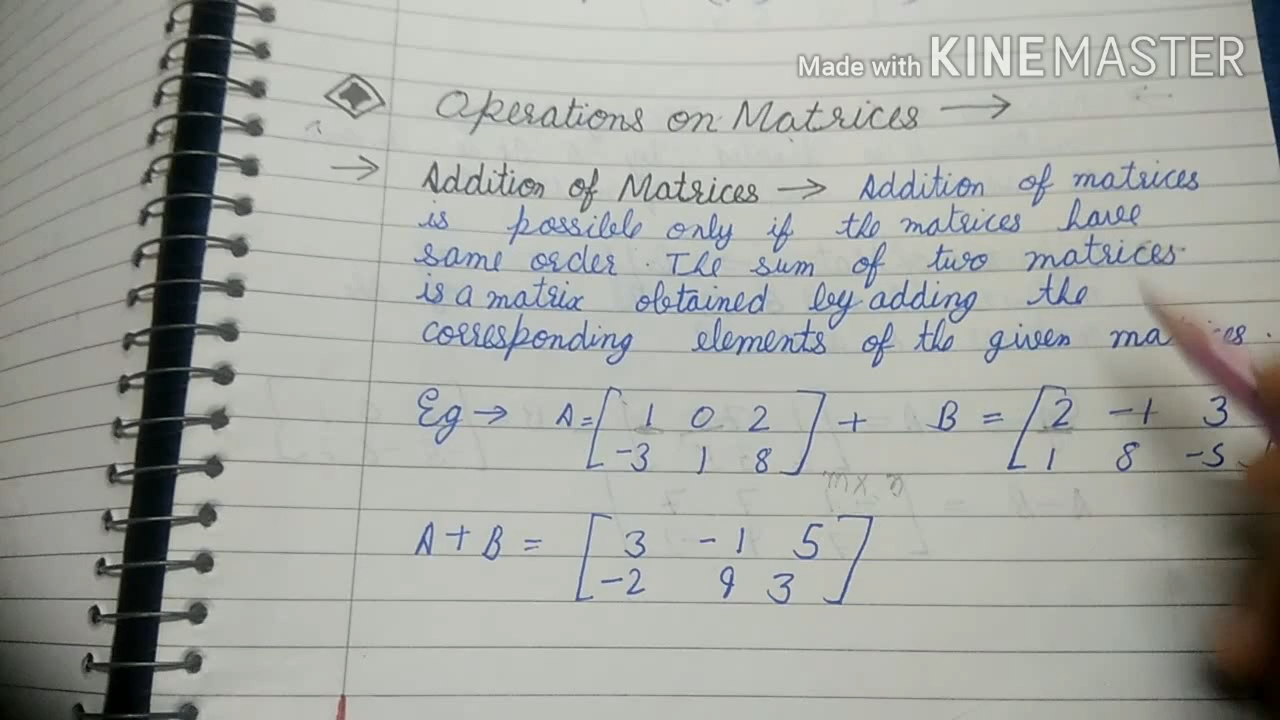 Made with KINEMASTER
Operations on Matrices →
→ Addition of Matrices → Addition of matrices
is possible only if the matrices have
same order. The sum of two matrices
is a matrix obtained by adding the
corresponding elements of the given
Eg → A = [ 1 0 2 ] + B = [ 2 -1 3
-3 1 8 1 8 -5
A + B = [ 3 -1 5 ]
-2 9 3